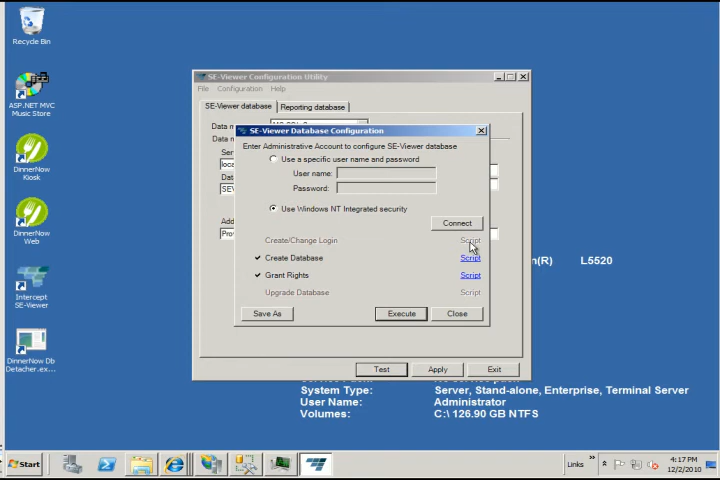 Recycle Bin
ASP.NET MVC
Music Store
DinnerNow
Kiosk
DinnerNow
Web
Intercept
SE-Viewer
DinnerNow Db
Detacher.ex...
SE-Viewer Configuration Utility
File Configuration Help
SE-Viewer database
Reporting database
SE-Viewer Database Configuration
Enter Administrative Account to configure SE-Viewer database
Use a specific user name and password
User name:
Password:
Use Windows NT Integrated security
Connect
Create/Change Login Script
Create Database Script
Grant Rights Script
Upgrade Database Script
Save As Execute Close
Test Apply Exit
L5520
System Type: Server, Stand-alone, Enterprise, Terminal Server
User Name: Administrator
Volumes: C:\ 126.90 GB NTFS
Start
Links
4:17 PM
12/2/2010